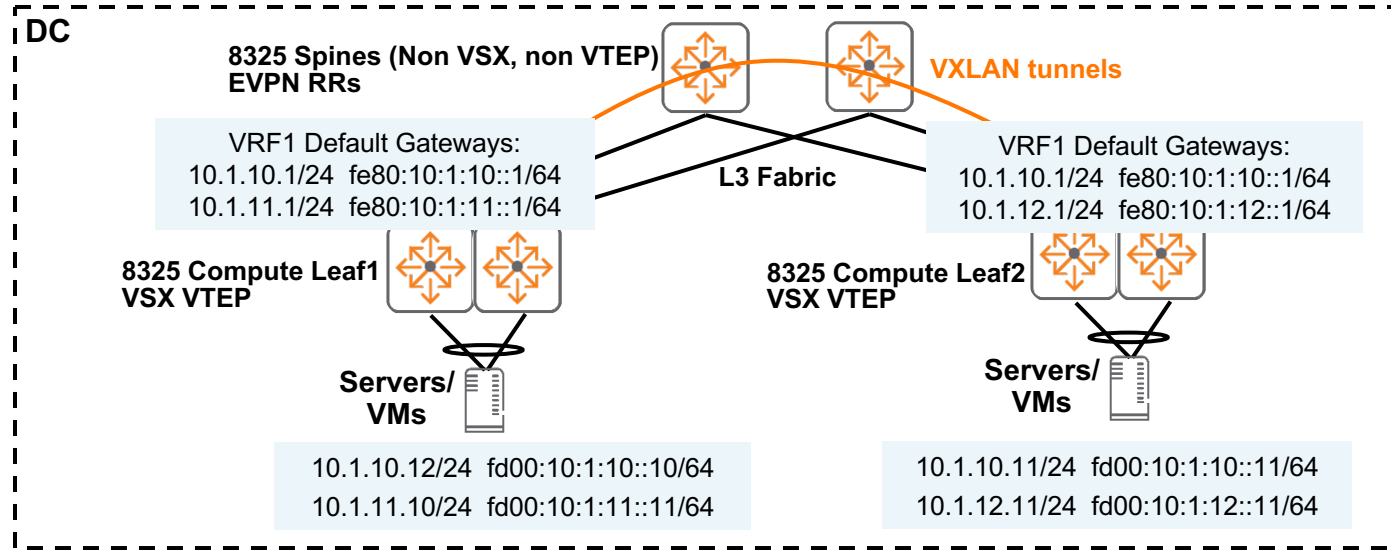 DC
8325 Spines (Non VSX, non VTEP)
EVPN RRs
VXLAN tunnels
VRF1 Default Gateways:
10.1.10.1/24 fe80:10:1:10::1/64
10.1.11.1/24 fe80:10:1:11::1/64
L3 Fabric
VRF1 Default Gateways:
10.1.10.1/24 fe80:10:1:10::1/64
10.1.12.1/24 fe80:10:1:12::1/64
8325 Compute Leaf1
VSX VTEP
8325 Compute Leaf2
VSX VTEP
Servers/
VMs
Servers/
VMs
10.1.10.12/24 fd00:10:1:10::10/64
10.1.11.10/24 fd00:10:1:11::11/64
10.1.10.11/24 fd00:10:1:10::11/64
10.1.12.11/24 fd00:10:1:12::11/64